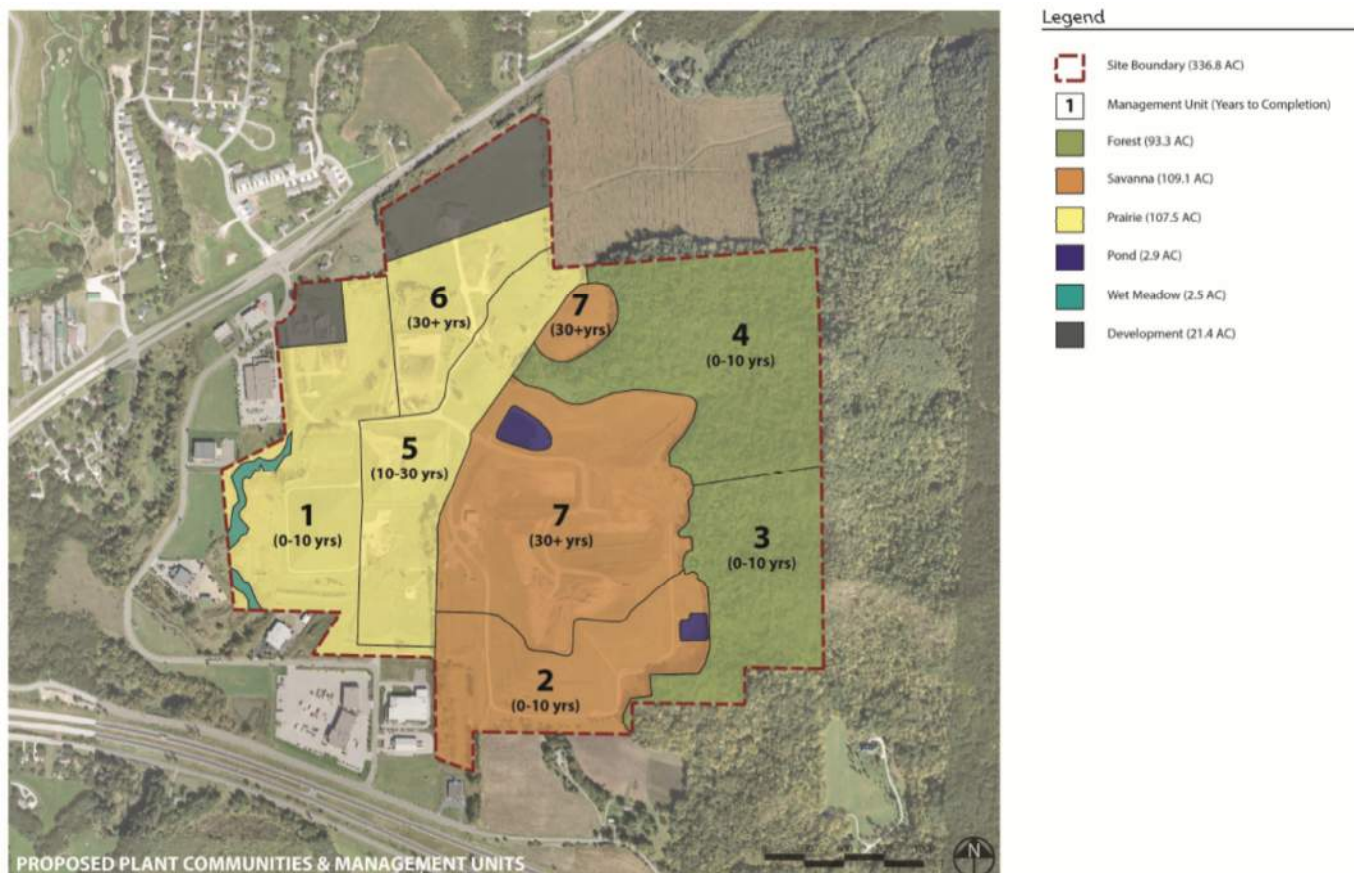 Legend
Site Boundary (336.8 AC)
1 Management Unit (Years to Completion)
Forest (93.3 AC)
Savanna (109.1 AC)
Prairie (107.5 AC)
Pond (2.9 AC)
Wet Meadow (2.5 AC)
Development (21.4 AC)
6
(30+ yrs)
7
(30+yrs)
4
(0-10 yrs)
5
(10-30 yrs)
1
(0-10 yrs)
7
(30+ yrs)
3
(0-10 yrs)
2
(0-10 yrs)
PROPOSED PLANT COMMUNITIES & MANAGEMENT UNITS
N